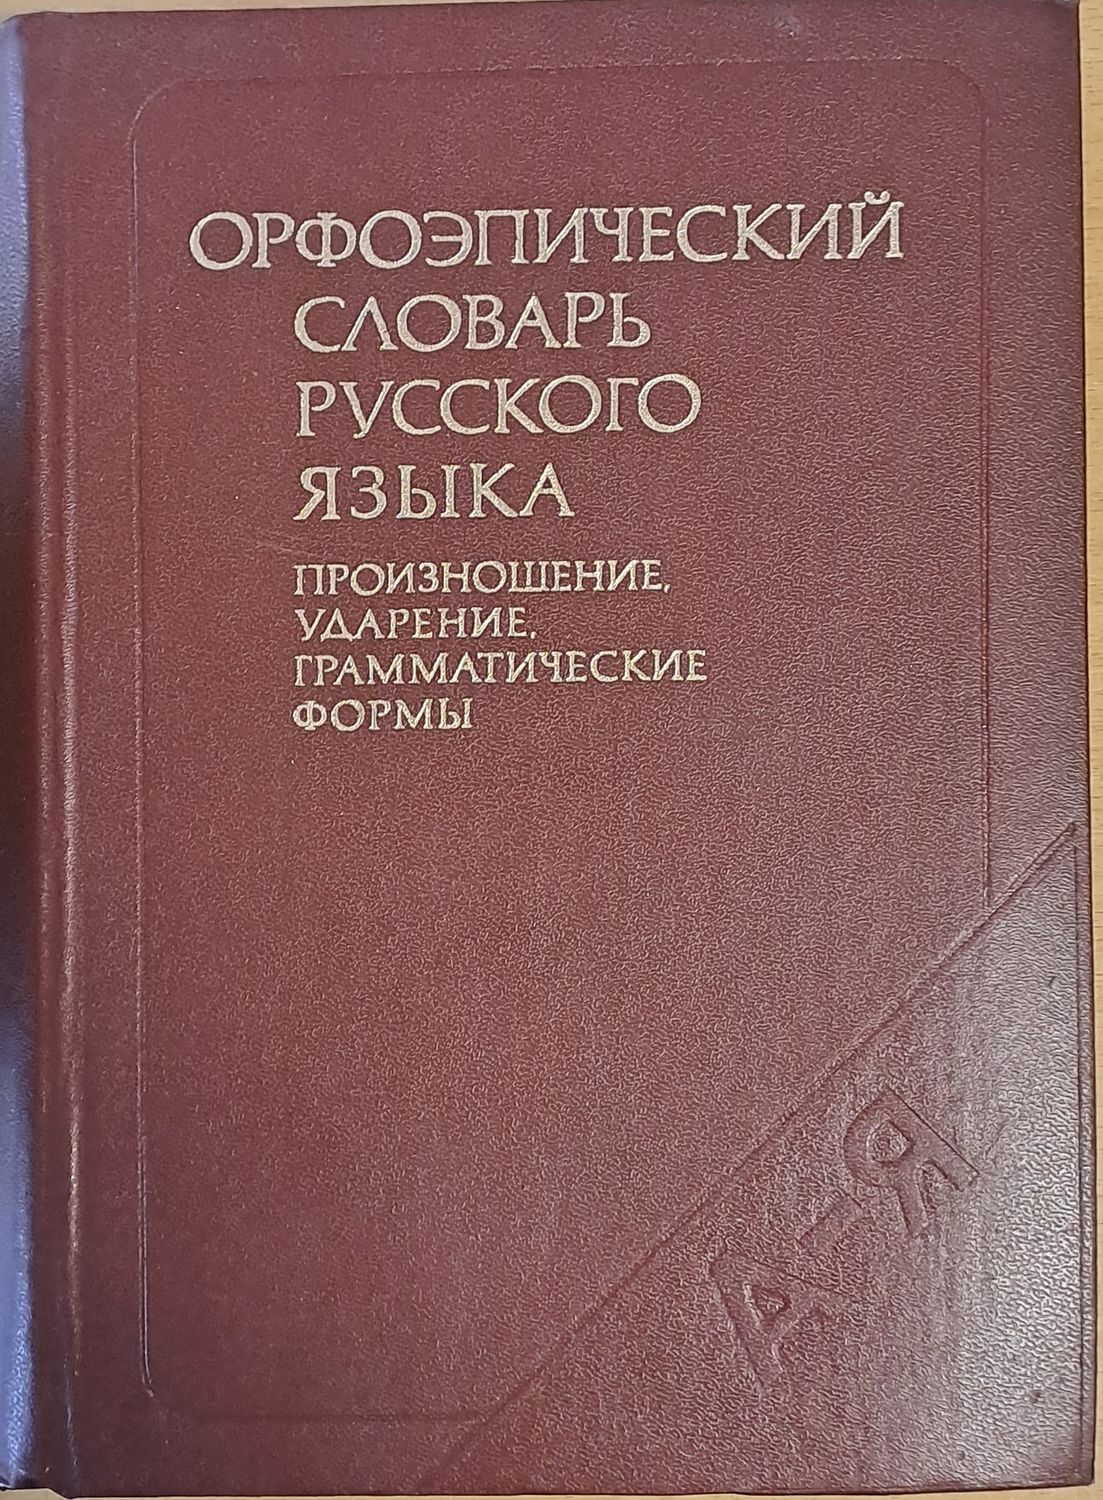 ОРФОЭПИЧЕСКИЙ
СЛОВАРЬ
РУССКОГО
ЯЗЫКА
ПРОИЗНОШЕНИЕ,
УДАРЕНИЕ,
ГРАММАТИЧЕСКИЕ
ФОРМЫ
А-Я